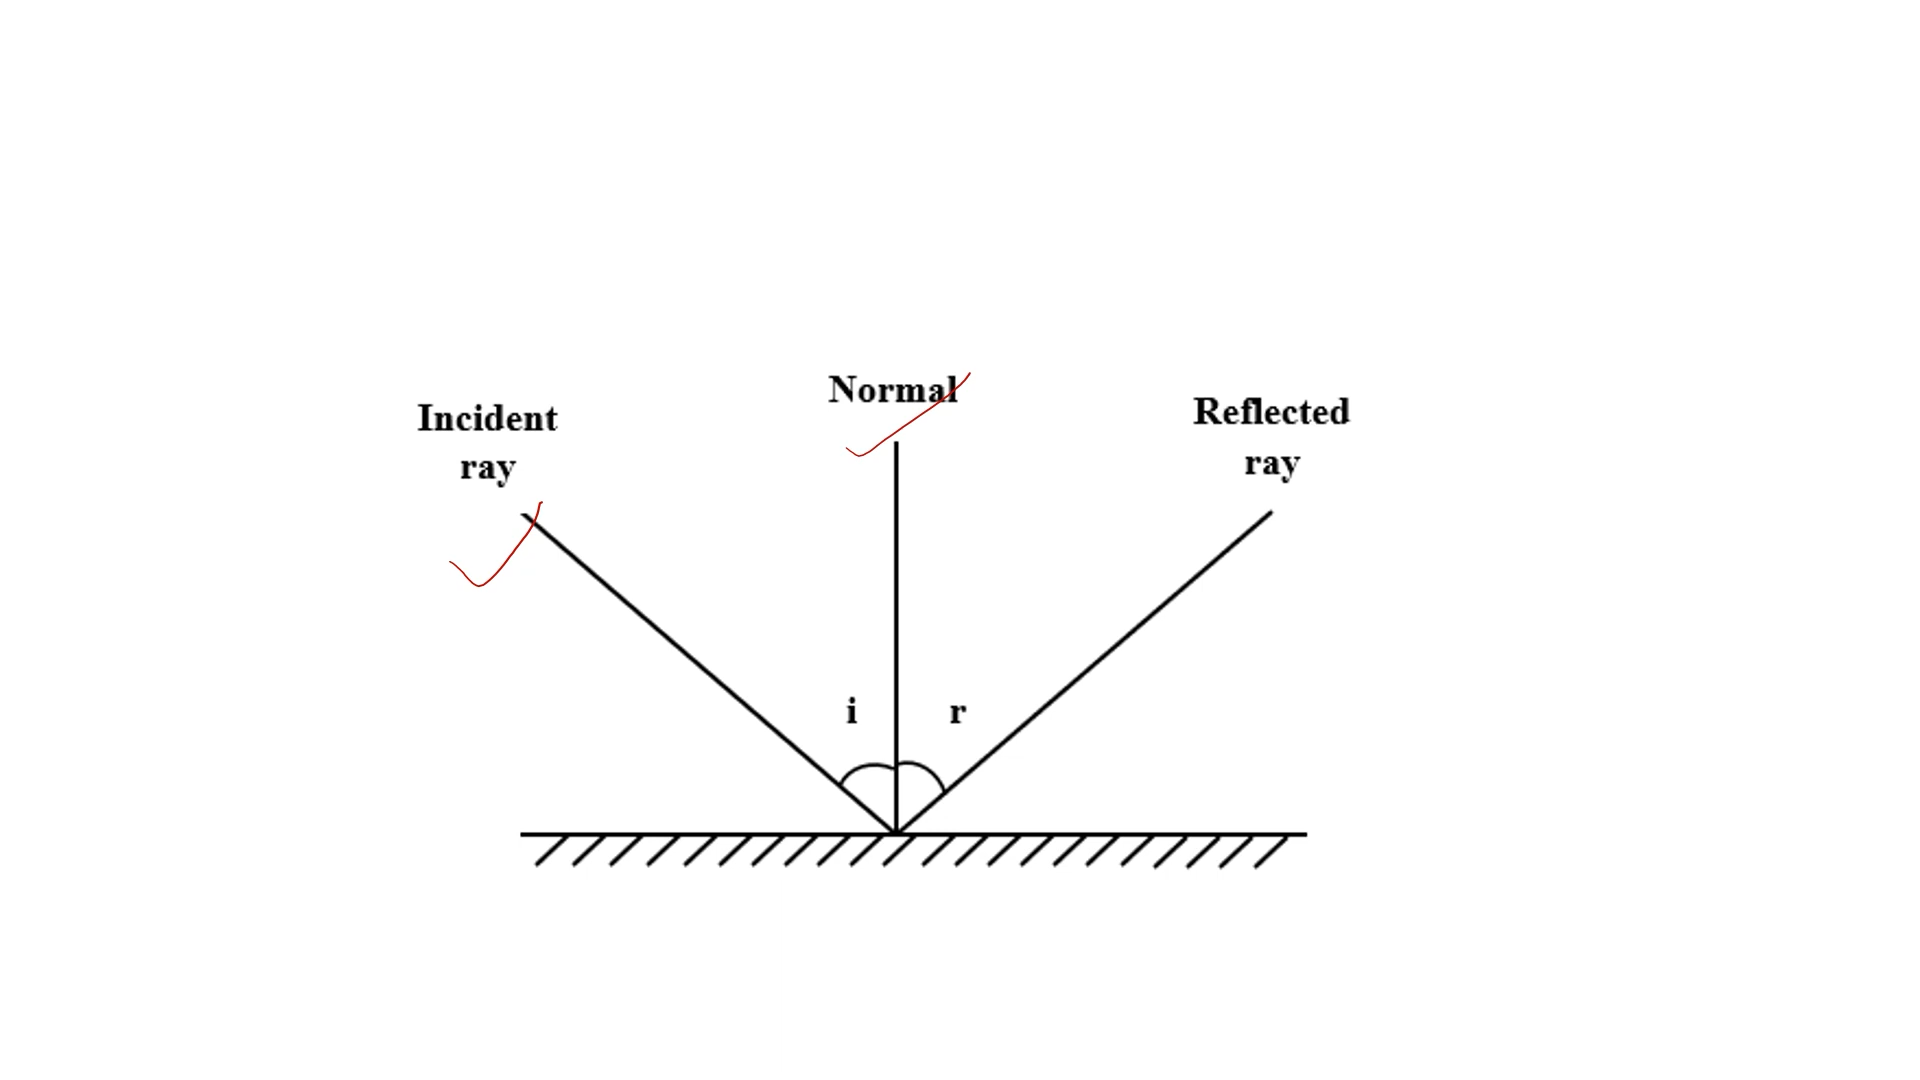 Normal
Incident
ray
Reflected
ray
i
r